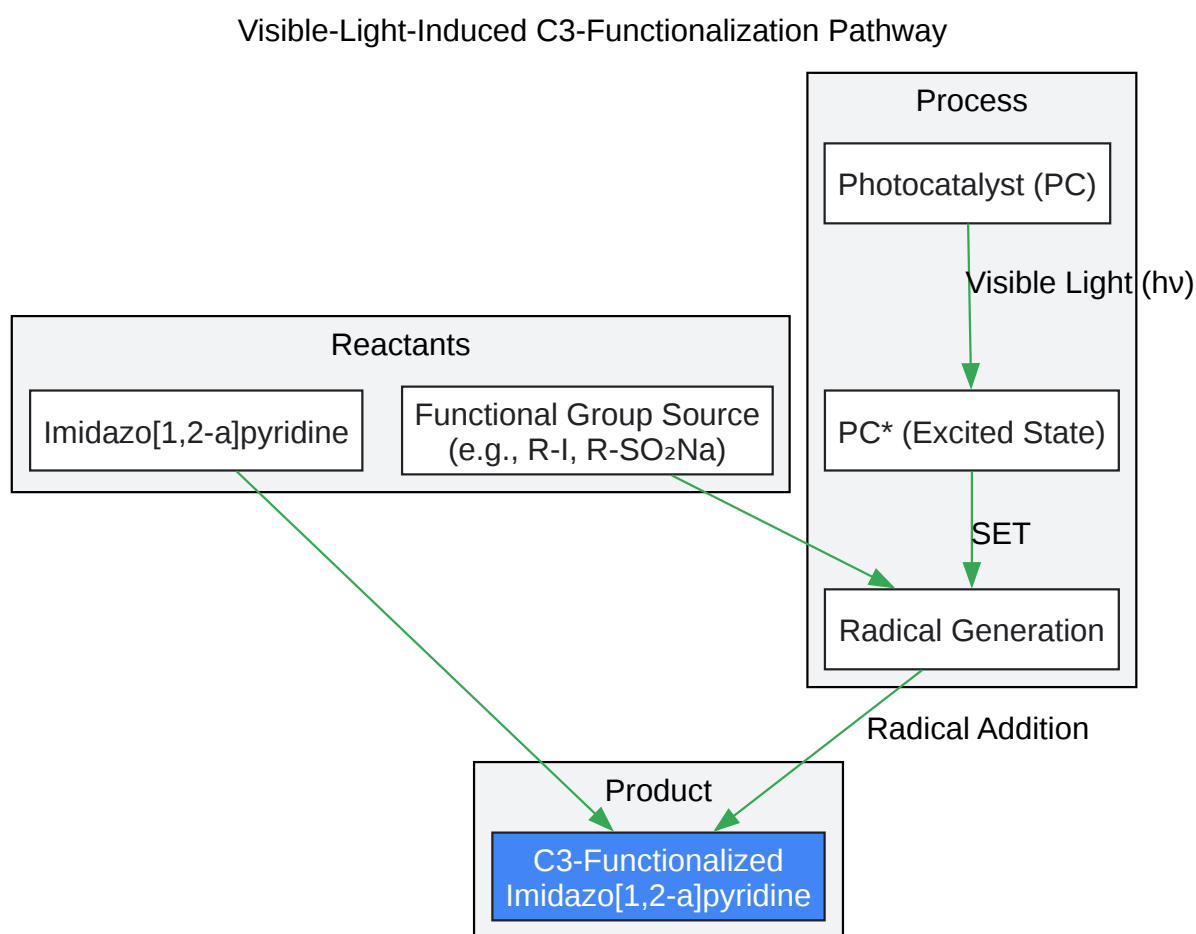 Visible-Light-Induced C3-Functionalization Pathway
Process
Photocatalyst (PC)
Visible Light (hν)
Reactants
Imidazo[1,2-a]pyridine
Functional Group Source
(e.g., R-I, R-SO₂Na)
PC* (Excited State)
SET
Radical Generation
Radical Addition
Product
C3-Functionalized
Imidazo[1,2-a]pyridine